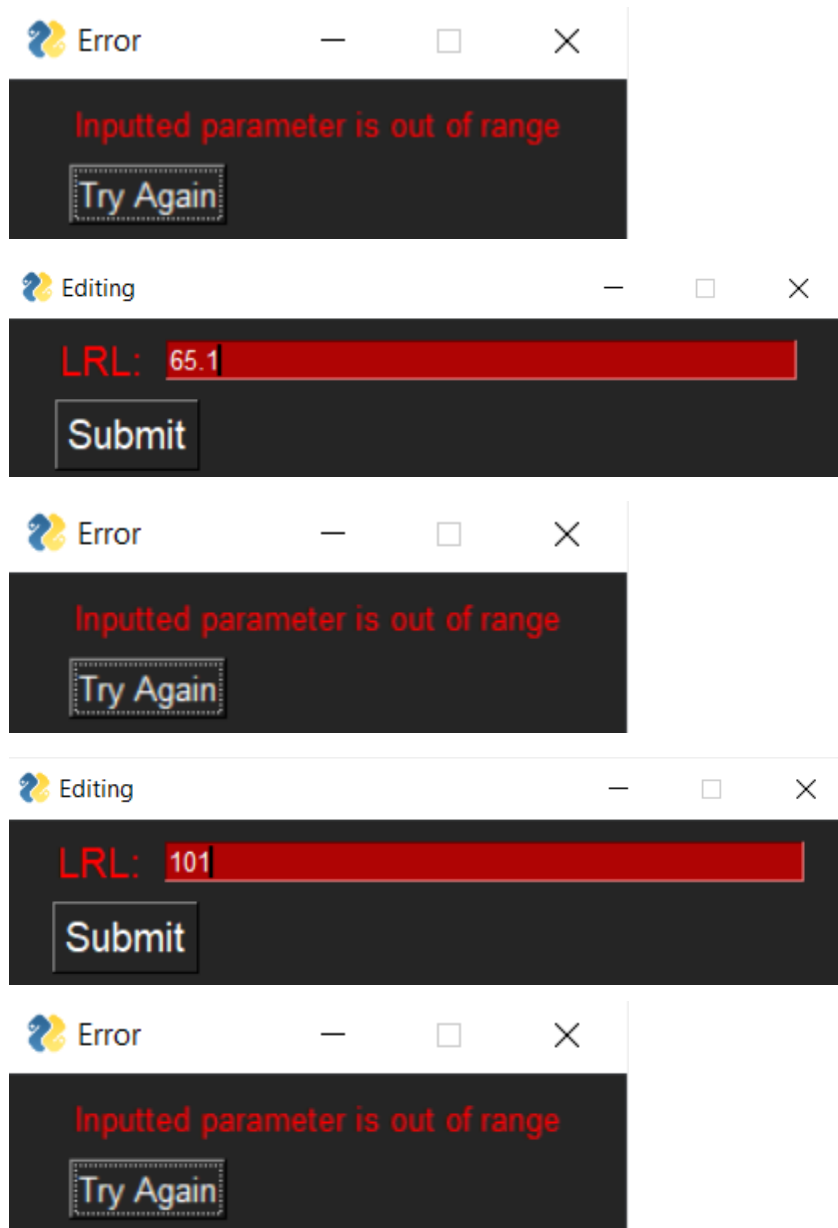 Error
Inputted parameter is out of range
Try Again
Editing
LRL: 65.1
Submit
Error
Inputted parameter is out of range
Try Again
Editing
LRL: 101
Submit
Error
Inputted parameter is out of range
Try Again